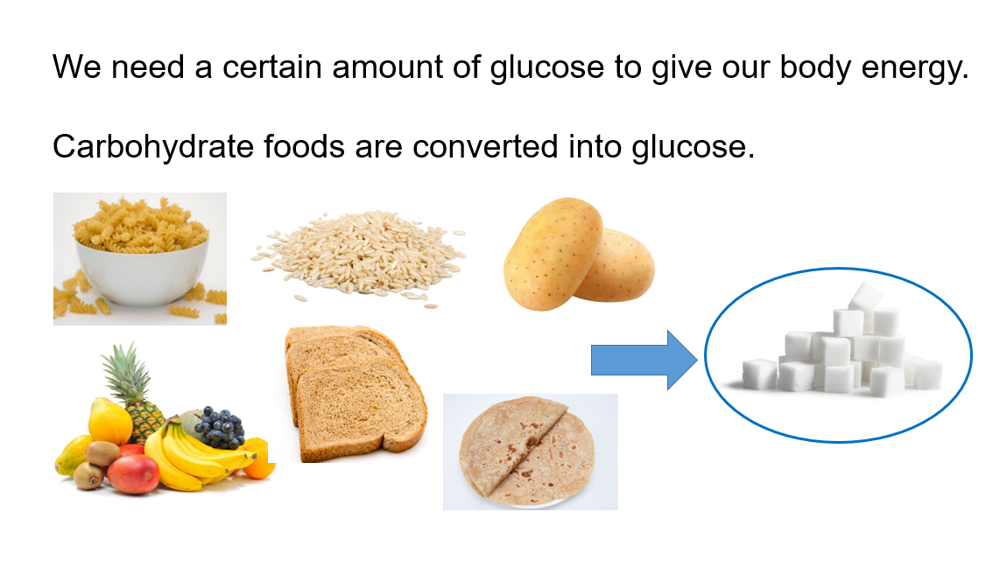 We need a certain amount of glucose to give our body energy.
Carbohydrate foods are converted into glucose.